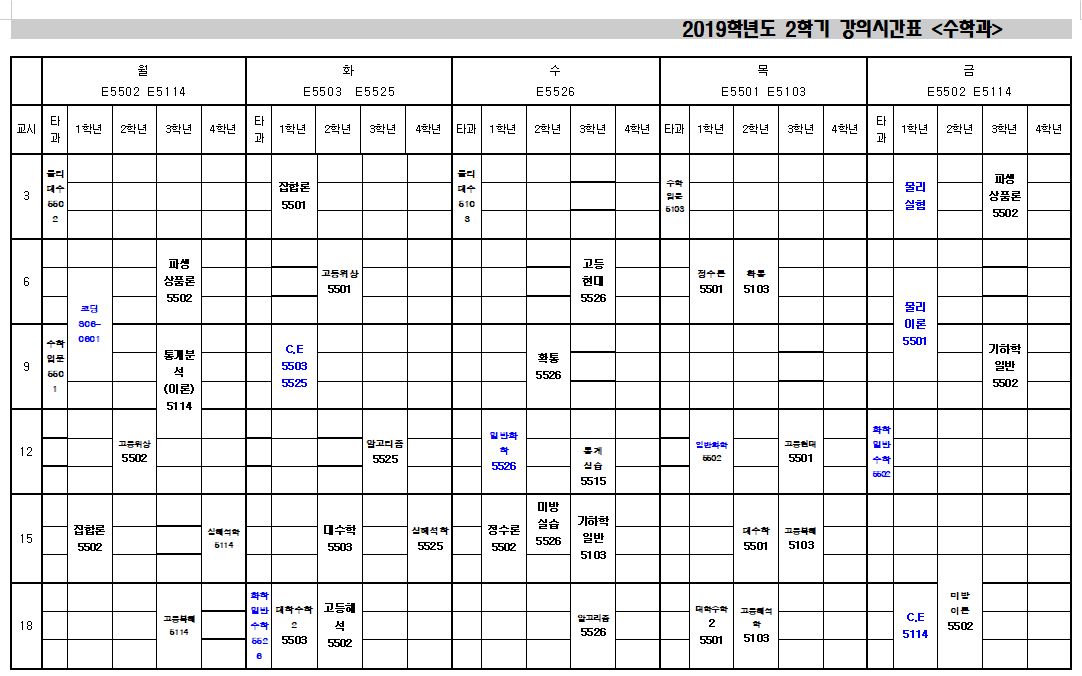 2019학년도 2학기 강의시간표 <수학과>
월 화 수 목 금
E5502 E5114 E5503 E5525 E5526 E5501 E5103 E5502 E5114
교시 타과 1학년 2학년 3학년 4학년 타과 1학년 2학년 3학년 4학년 타과 1학년 2학년 3학년 4학년 타과 1학년 2학년 3학년 4학년 타과 1학년 2학년 3학년 4학년
3
물리
대수
550
2
집합론
5501
물리
대수
510
3
수학
입문
5103
물리
실험
파생
상품론
5502
6
파생
상품론
5502
고등위상
5501
고등
현대
5526
정수론
5501
확통
5103
코딩
806-
0601
물리
이론
5501
9
수학
입문
550
1
통계분
석
(이론)
5114
C.E
5503
5525
확통
5526
기하학
일반
5502
12
고등위상
5502
알고리즘
5525
일반화
학
5526
통계
실습
5515
일반화학
5502
고등현대
5501
화학
일반
수학
5502
15
집합론
5502
실해석학
5114
대수학
5503
실해석학
5525
정수론
5502
미방
실습
5526
기하학
일반
5103
대수학
5501
고등복해
5103
18
고등복해
5114
화학
일반
수학
552
6
대학수학
2
5503
고등해
석
5502
알고리즘
5526
대학수학
2
5501
고등해석
학
5103
C.E
5114
미방
이론
5502